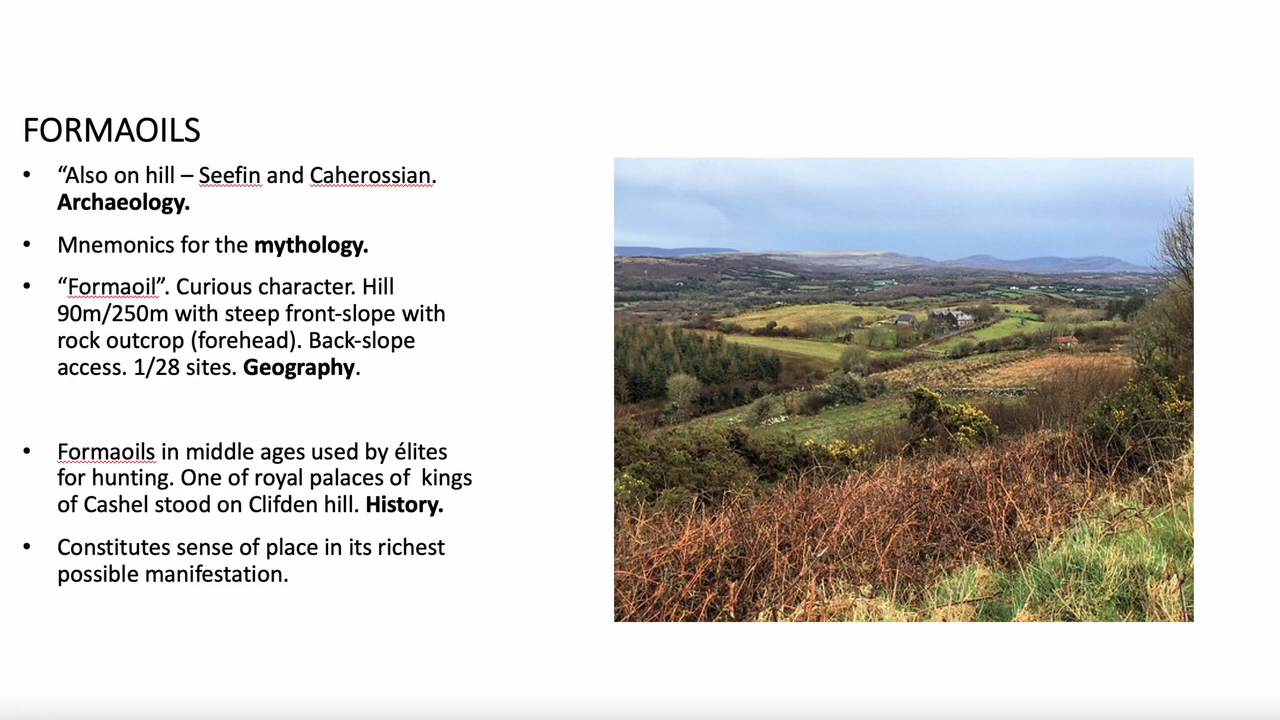 FORMAOILS
• “Also on hill – Seefin and Caherossian.
Archaeology.
• Mnemonics for the mythology.
• “Formaoil”. Curious character. Hill
90m/250m with steep front-slope with
rock outcrop (forehead). Back-slope
access. 1/28 sites. Geography.
• Formaoils in middle ages used by élites
for hunting. One of royal palaces of  kings
of Cashel stood on Clifden hill. History.
• Constitutes sense of place in its richest
possible manifestation.